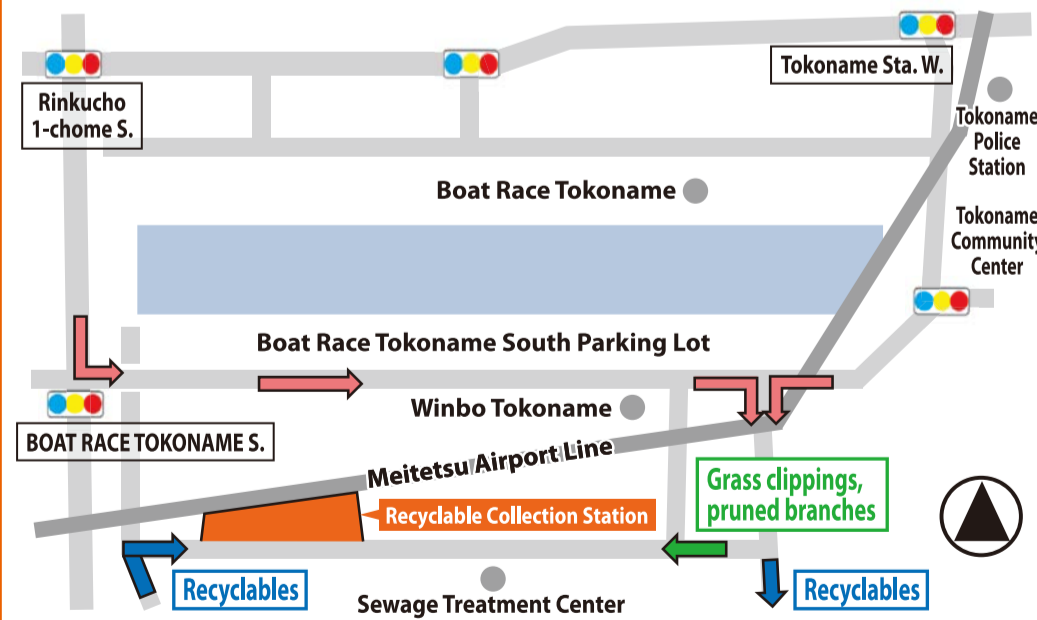 Rinkucho
1-chome S.
Tokoname Sta. W.
Tokoname
Police
Station
Boat Race Tokoname
Tokoname
Community
Center
Boat Race Tokoname South Parking Lot
Winbo Tokoname
BOAT RACE TOKONAME S.
Meitetsu Airport Line
Grass clippings,
pruned branches
Recyclable Collection Station
Recyclables
Recyclables
Sewage Treatment Center